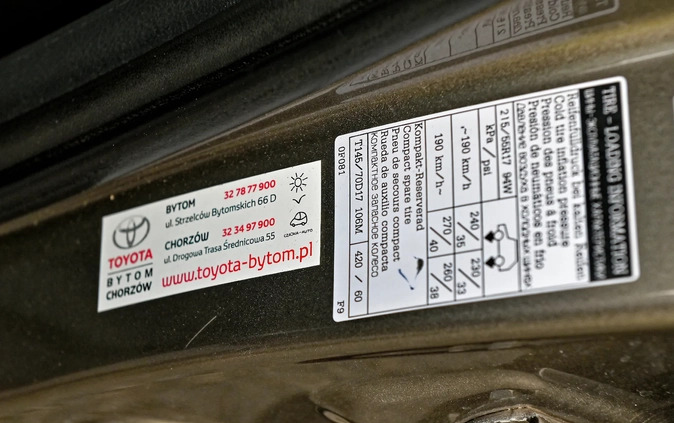 TOYOTA
BYTOM
CHORZÓW
BYTOM 32 78 77 900
ul. Strzelców Bytomskich 66 D
CHORZÓW 32 34 97 900
ul. Drogowa Trasa Średnicowa 55
www.toyota-bytom.pl
TIRE - LOADING INFORMATION
Reifenfülldruck bei kalten Reifen
Cold tire inflation pressure
Pression des pneus à froid
Presión de neumáticos en frío
215/55R17 94W
kPa / psi
~190 km/h 240 / 35 230 / 33
190 km/h~ 270 / 40 260 / 38
Kompakt-Reserverad
Compact spare tire
Pneu de secours compact
Rueda de auxilio compacta
КОМПАКТНОЕ ЗАПАСНОЕ КОЛЕСО
T145/70D17 106M 420 / 60
0F081 F9